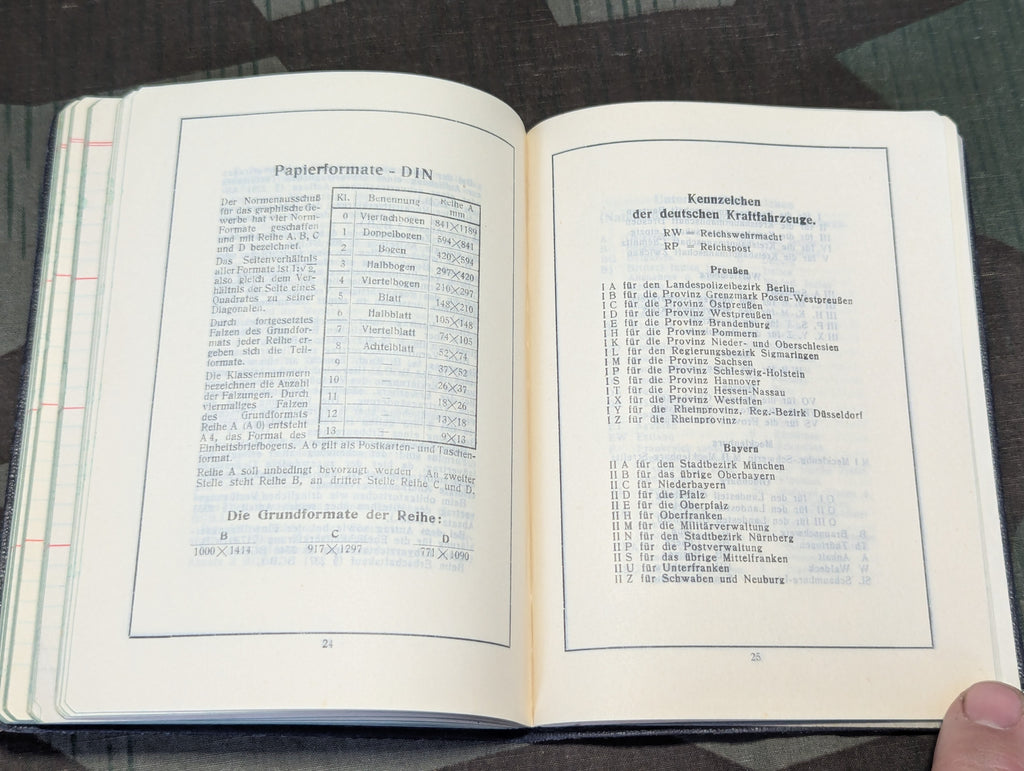 Papierformate - DIN
Der Normenausschuß
für das graphische Ge-
werbe hat vier Norm-
Formate geschaffen
und mit Reihe A, B, C
und D bezeichnet.
Das Seitenverhältnis
aller Formate ist 1:√2,
also gleich dem Ver-
hältnis der Seite eines
Quadrates zu seiner
Diagonalen.
Durch fortgesetztes
Falzen des Grundfor-
mats jeder Reihe er-
geben sich die Teil-
formate.
Die Klassennummern
bezeichnen die Anzahl
der Falzungen. Durch
viermaliges Falzen
des Grundformats
Reihe A (A 0) entsteht
A 4, das Format des
Einheitsbriefbogens. A 6 gilt als Postkarten- und Taschen-
format.
Kl. Benennung Reihe A mm
0 Vierfachbogen 841×1189
1 Doppelbogen 594×841
2 Bogen 420×594
3 Halbbogen 297×420
4 Viertelbogen 210×297
5 Blatt 148×210
6 Halbblatt 105×148
7 Viertelblatt 74×105
8 Achtelblatt 52×74
9 — 37×52
10 — 26×37
11 — 18×26
12 — 13×18
13 — 9×13
Reihe A soll unbedingt bevorzugt werden. An zweiter
Stelle steht Reihe B, an dritter Stelle Reihe C und D.
Die Grundformate der Reihe:
B C D
1000×1414 917×1297 771×1090
24
Kennzeichen
der deutschen Kraftfahrzeuge.
RW = Reichswehrmacht
RP = Reichspost
Preußen
I A für den Landespolizeibezirk Berlin
I B für die Provinz Grenzmark Posen-Westpreußen
I C für die Provinz Ostpreußen
I D für die Provinz Westpreußen
I E für die Provinz Brandenburg
I H für die Provinz Pommern
I K für die Provinz Nieder- und Oberschlesien
I L für den Regierungsbezirk Sigmaringen
I M für die Provinz Sachsen
I P für die Provinz Schleswig-Holstein
I S für die Provinz Hannover
I T für die Provinz Hessen-Nassau
I X für die Provinz Westfalen
I Y für die Rheinprovinz, Reg.-Bezirk Düsseldorf
I Z für die Rheinprovinz
Bayern
II A für den Stadtbezirk München
II B für das übrige Oberbayern
II C für Niederbayern
II D für die Pfalz
II E für die Oberpfalz
II H für Oberfranken
II M für die Militärverwaltung
II N für den Stadtbezirk Nürnberg
II P für die Postverwaltung
II S für das übrige Mittelfranken
II U für Unterfranken
II Z für Schwaben und Neuburg
25